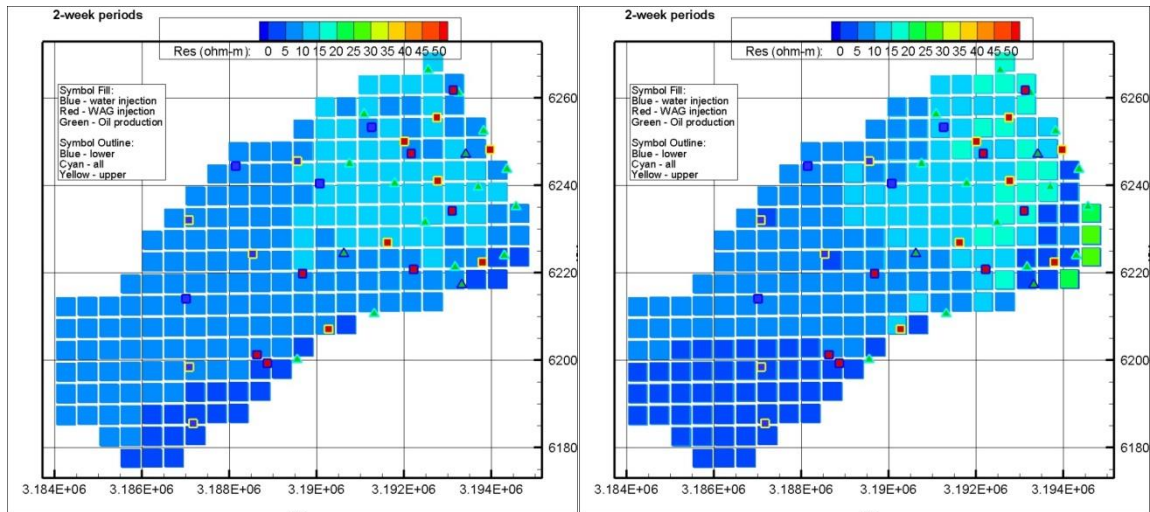 2-week periods
Res (ohm-m): 0 5 10 15 20 25 30 35 40 45 50
Symbol Fill:
Blue - water injection
Red - WAG injection
Green - Oil production
Symbol Outline:
Blue - lower
Cyan - all
Yellow - upper
6260
6240
6220
6200
6180
3.184E+06 3.186E+06 3.188E+06 3.19E+06 3.192E+06 3.194E+06
2-week periods
Res (ohm-m): 0 5 10 15 20 25 30 35 40 45 50
Symbol Fill:
Blue - water injection
Red - WAG injection
Green - Oil production
Symbol Outline:
Blue - lower
Cyan - all
Yellow - upper
6260
6240
6220
6200
6180
3.184E+06 3.186E+06 3.188E+06 3.19E+06 3.192E+06 3.194E+06